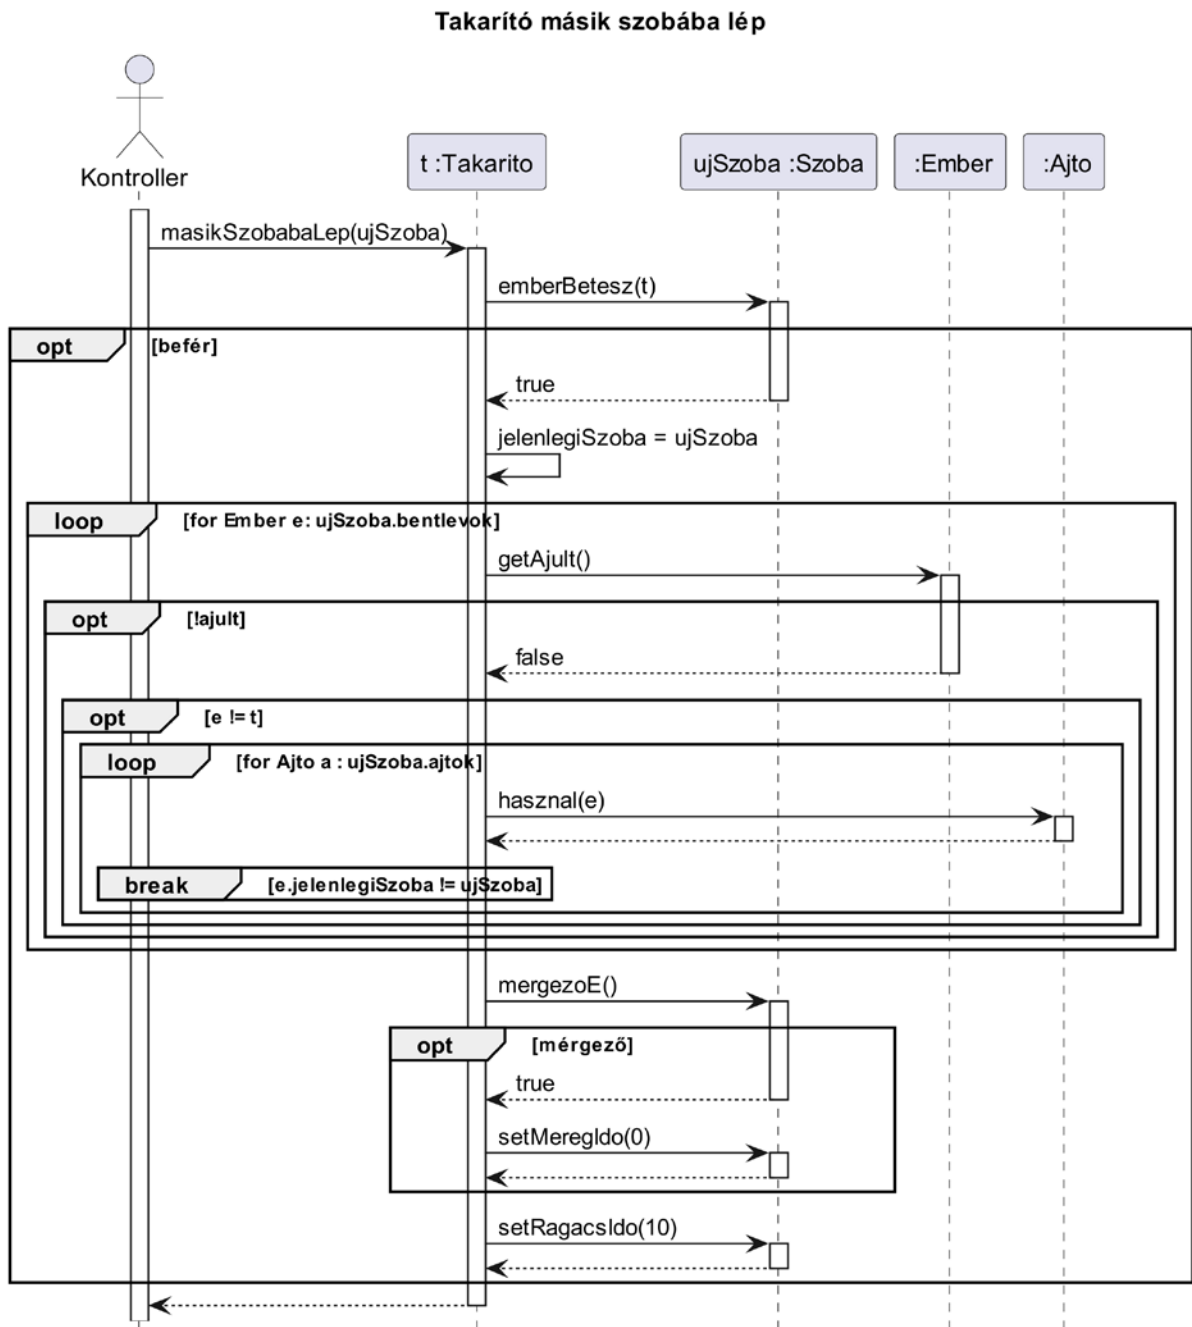 Takarító másik szobába lép
Kontroller
t :Takarito
ujSzoba :Szoba
:Ember
:Ajto
masikSzobabaLep(ujSzoba)
emberBetesz(t)
opt [befér]
true
jelenlegiSzoba = ujSzoba
loop [for Ember e: ujSzoba.bentlevok]
getAjult()
opt [!ajult]
false
opt [e != t]
loop [for Ajto a : ujSzoba.ajtok]
hasznal(e)
break [e.jelenlegiSzoba != ujSzoba]
mergezoE()
opt [mérgező]
true
setMeregIdo(0)
setRagacsIdo(10)